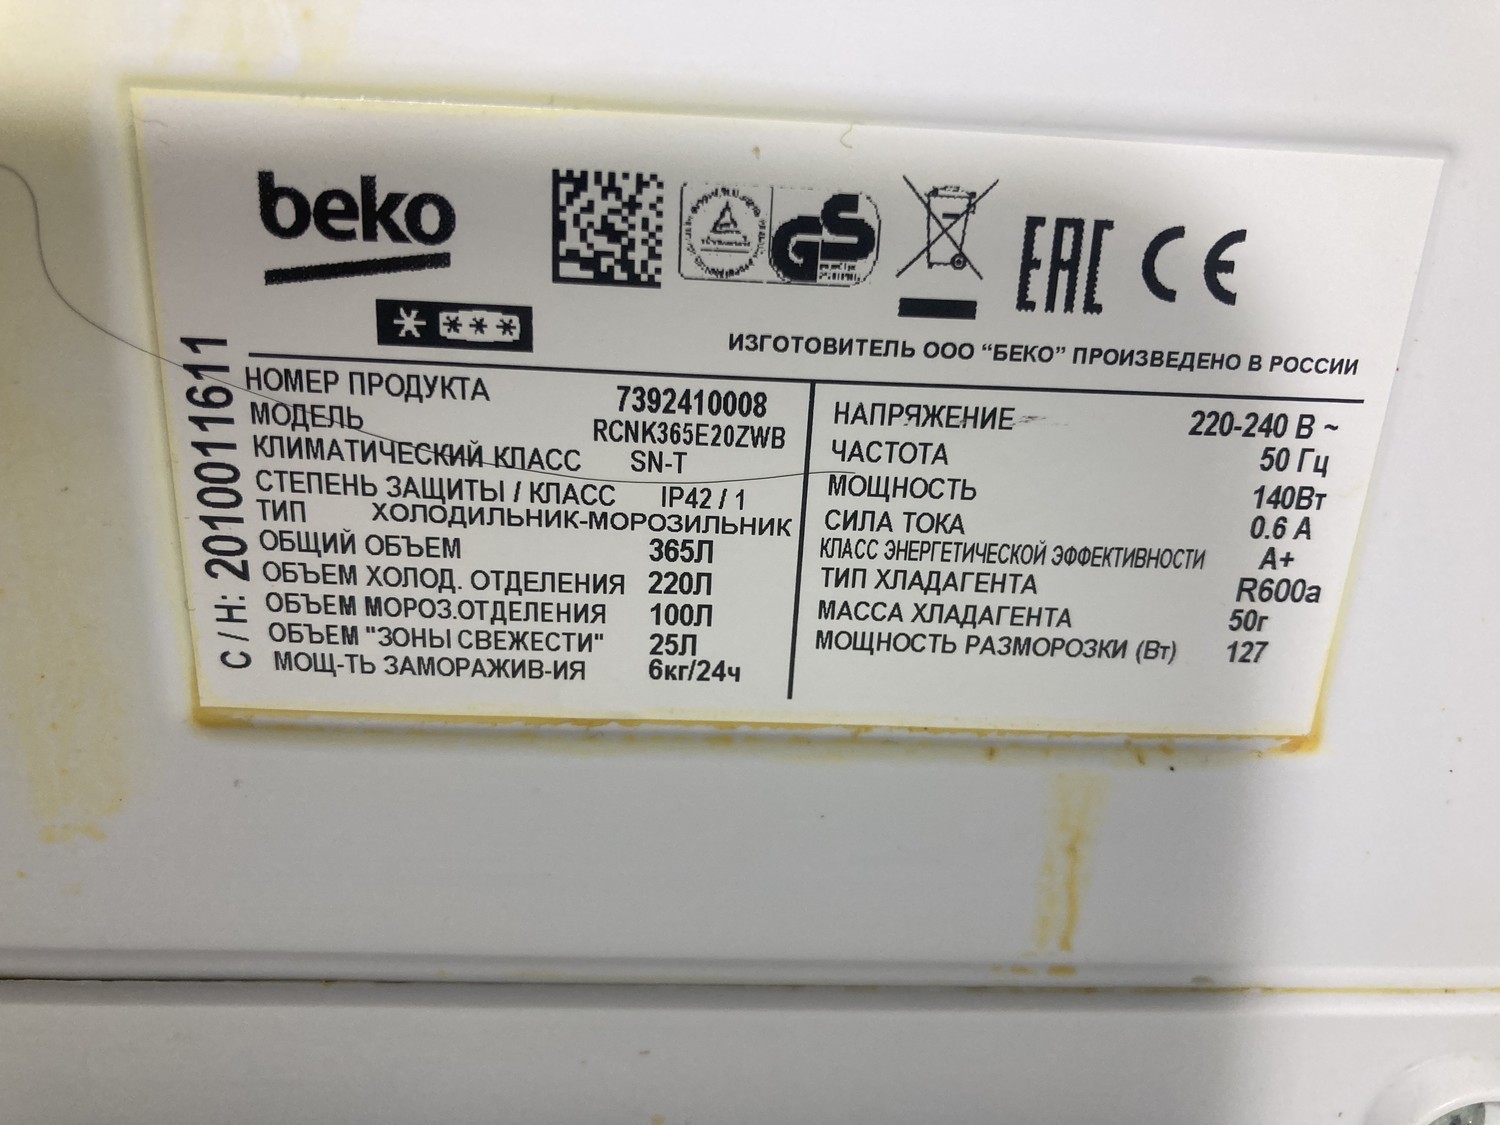 beko
GS
EAC CE
ИЗГОТОВИТЕЛЬ ООО “БЕКО” ПРОИЗВЕДЕНО В РОССИИ
С / Н: 2010011611
НОМЕР ПРОДУКТА 7392410008
МОДЕЛЬ RCNK365E20ZWB
КЛИМАТИЧЕСКИЙ КЛАСС SN-T
СТЕПЕНЬ ЗАЩИТЫ / КЛАСС IP42 / 1
ТИП ХОЛОДИЛЬНИК-МОРОЗИЛЬНИК
ОБЩИЙ ОБЪЕМ 365Л
ОБЪЕМ ХОЛОД. ОТДЕЛЕНИЯ 220Л
ОБЪЕМ МОРОЗ.ОТДЕЛЕНИЯ 100Л
ОБЪЕМ "ЗОНЫ СВЕЖЕСТИ" 25Л
МОЩ-ТЬ ЗАМОРАЖИВ-ИЯ 6кг/24ч
НАПРЯЖЕНИЕ 220-240 В ~
ЧАСТОТА 50 Гц
МОЩНОСТЬ 140Вт
СИЛА ТОКА 0.6 А
КЛАСС ЭНЕРГЕТИЧЕСКОЙ ЭФФЕКТИВНОСТИ А+
ТИП ХЛАДАГЕНТА R600a
МАССА ХЛАДАГЕНТА 50г
МОЩНОСТЬ РАЗМОРОЗКИ (Вт) 127